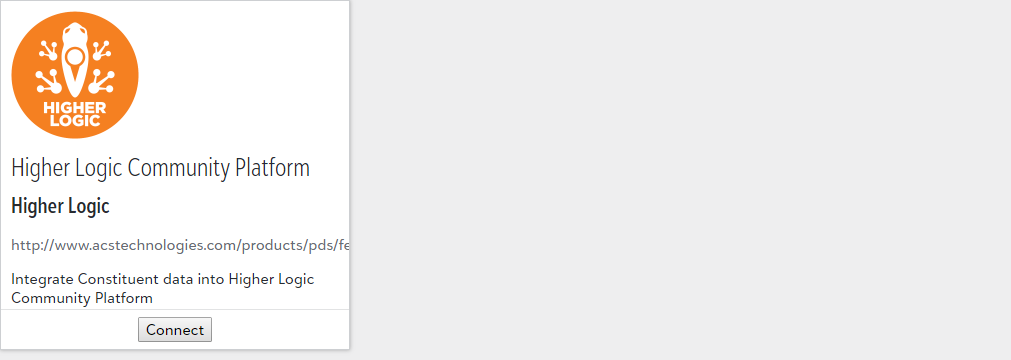 HIGHER
LOGIC
Higher Logic Community Platform
Higher Logic
http://www.acstechnologies.com/products/pds/fe
Integrate Constituent data into Higher Logic
Community Platform
Connect